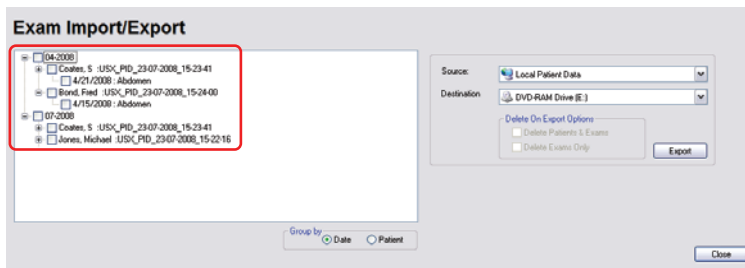 Exam Import/Export
04-2008
Coates, S :USX_PID_23-07-2008_15-23-41
4/21/2008 : Abdomen
Bond, Fred :USX_PID_23-07-2008_15-24-00
4/15/2008 : Abdomen
07-2008
Coates, S :USX_PID_23-07-2008_15-23-41
Jones, Michael :USX_PID_23-07-2008_15-22-16
Group by
Date Patient
Source: Local Patient Data
Destination DVD-RAM Drive (E:)
Delete On Export Options
Delete Patients & Exams
Delete Exams Only
Export
Close